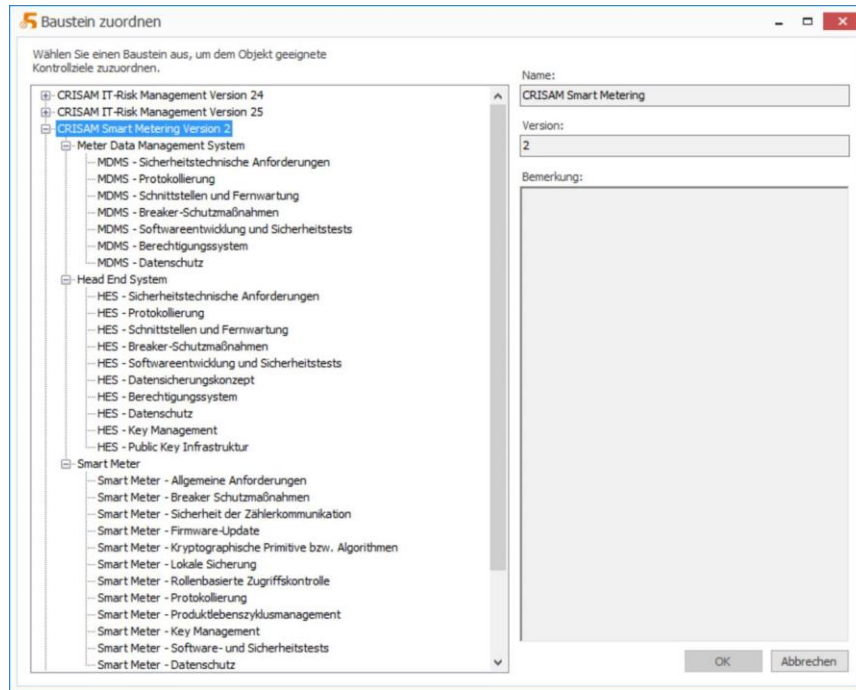 Baustein zuordnen
Wählen Sie einen Baustein aus, um dem Objekt geeignete
Kontrollziele zuzuordnen.
CRISAM IT-Risk Management Version 24
CRISAM IT-Risk Management Version 25
CRISAM Smart Metering Version 2
Meter Data Management System
MDMS - Sicherheitstechnische Anforderungen
MDMS - Protokollierung
MDMS - Schnittstellen und Fernwartung
MDMS - Breaker-Schutzmaßnahmen
MDMS - Softwareentwicklung und Sicherheitstests
MDMS - Berechtigungssystem
MDMS - Datenschutz
Head End System
HES - Sicherheitstechnische Anforderungen
HES - Protokollierung
HES - Schnittstellen und Fernwartung
HES - Breaker-Schutzmaßnahmen
HES - Softwareentwicklung und Sicherheitstests
HES - Datensicherungskonzept
HES - Berechtigungssystem
HES - Datenschutz
HES - Key Management
HES - Public Key Infrastruktur
Smart Meter
Smart Meter - Allgemeine Anforderungen
Smart Meter - Breaker Schutzmaßnahmen
Smart Meter - Sicherheit der Zählerkommunikation
Smart Meter - Firmware-Update
Smart Meter - Kryptographische Primitive bzw. Algorithmen
Smart Meter - Lokale Sicherung
Smart Meter - Rollenbasierte Zugriffskontrolle
Smart Meter - Protokollierung
Smart Meter - Produktlebenszyklusmanagement
Smart Meter - Key Management
Smart Meter - Software- und Sicherheitstests
Smart Meter - Datenschutz
Name:
CRISAM Smart Metering
Version:
2
Bemerkung:
OK
Abbrechen